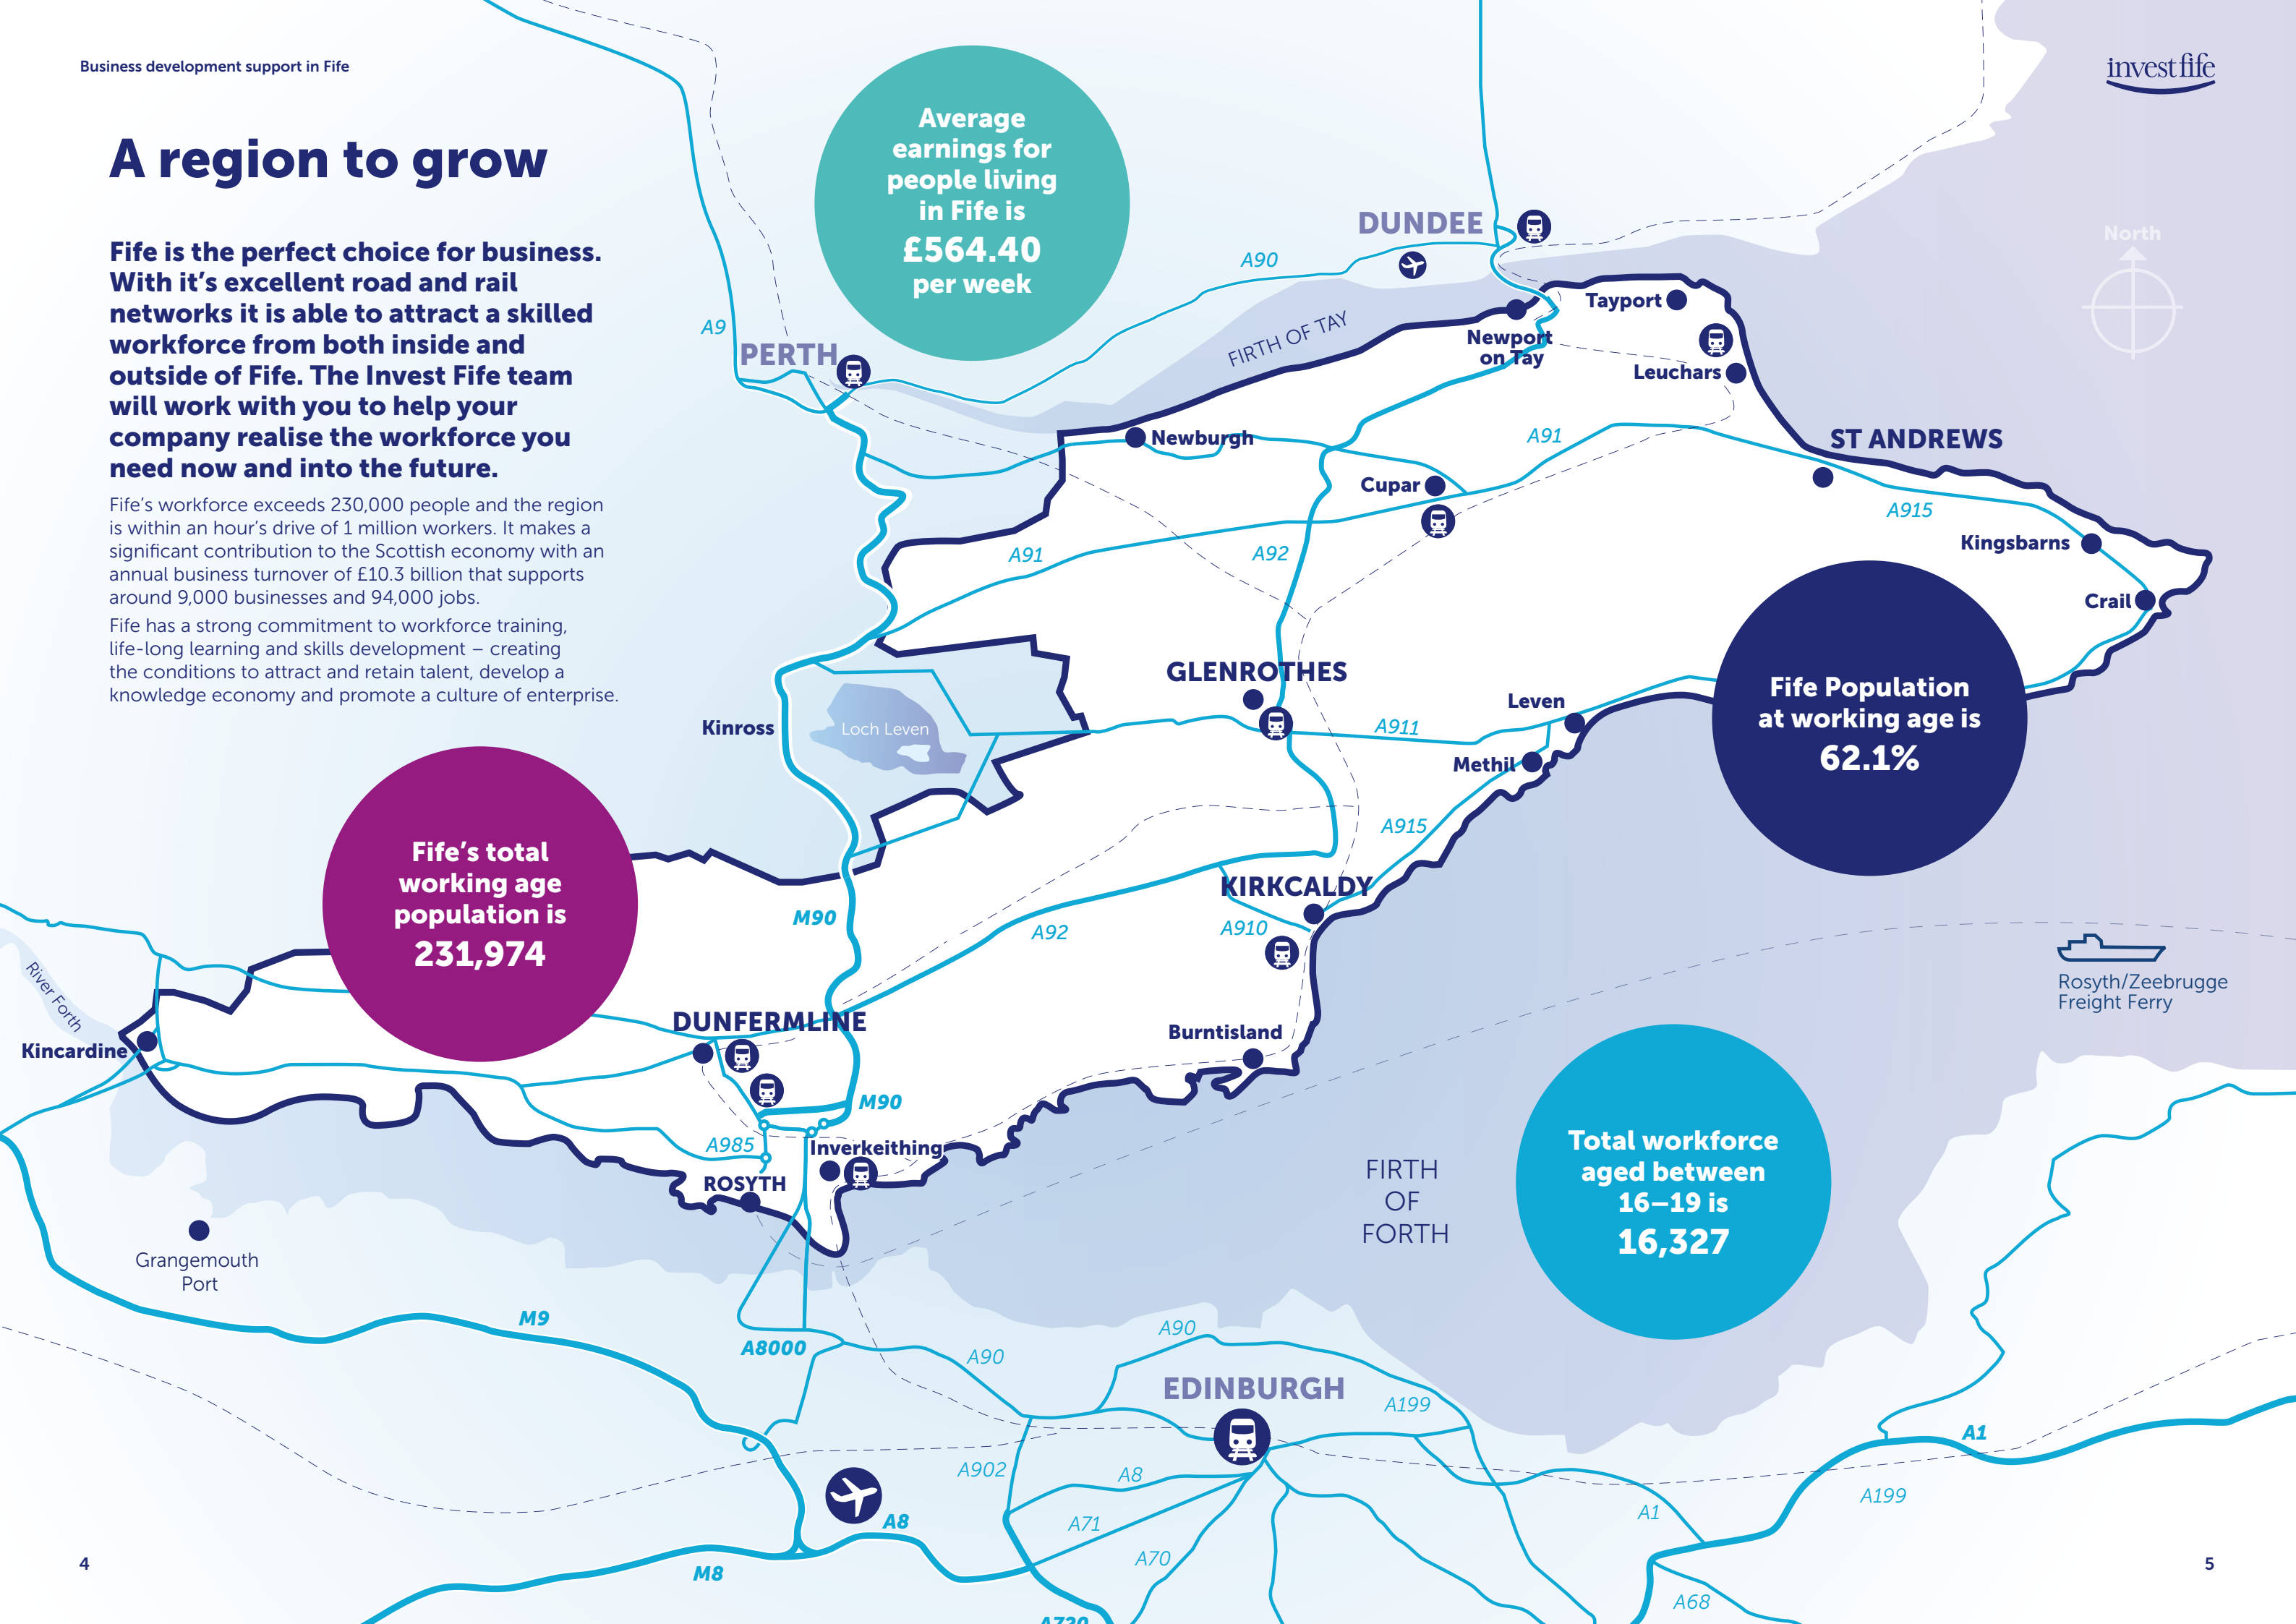 Business development support in Fife
investfife
A region to grow
Fife is the perfect choice for business.
With it’s excellent road and rail
networks it is able to attract a skilled
workforce from both inside and
outside of Fife. The Invest Fife team
will work with you to help your
company realise the workforce you
need now and into the future.
Fife’s workforce exceeds 230,000 people and the region
is within an hour’s drive of 1 million workers. It makes a
significant contribution to the Scottish economy with an
annual business turnover of £10.3 billion that supports
around 9,000 businesses and 94,000 jobs.
Fife has a strong commitment to workforce training,
life-long learning and skills development – creating
the conditions to attract and retain talent, develop a
knowledge economy and promote a culture of enterprise.
Average
earnings for
people living
in Fife is
£564.40
per week
DUNDEE
North
A90
Tayport
A9
FIRTH OF TAY
Newport
on Tay
PERTH
Leuchars
Newburgh
A91
ST ANDREWS
Cupar
A915
Kingsbarns
A91
A92
Crail
GLENROTHES
Fife Population
at working age is
62.1%
Leven
Kinross
Loch Leven
A911
Methil
A915
Fife’s total
working age
population is
231,974
KIRKCALDY
M90
A92
A910
River Forth
Rosyth/Zeebrugge
Freight Ferry
DUNFERMLINE
Kincardine
Burntisland
M90
A985
Inverkeithing
ROSYTH
FIRTH
OF
FORTH
Total workforce
aged between
16–19 is
16,327
Grangemouth
Port
M9
A8000
A90
A90
EDINBURGH
A199
A1
A902
A8
A199
A1
A8
A71
A70
M8
A68
A720
4
5